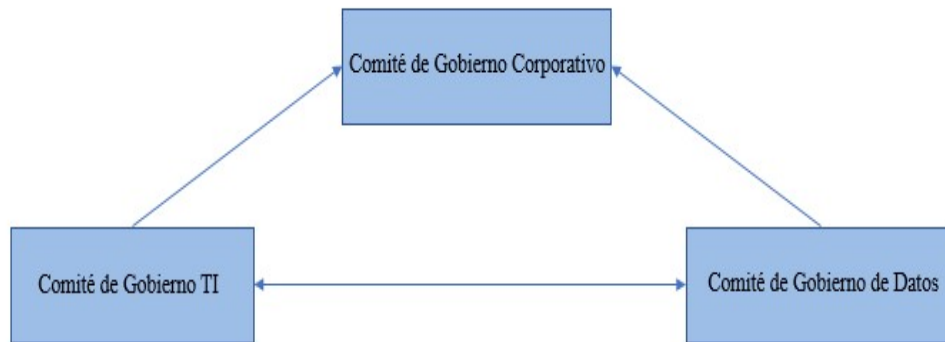 Comité de Gobierno Corporativo
Comité de Gobierno TI
Comité de Gobierno de Datos